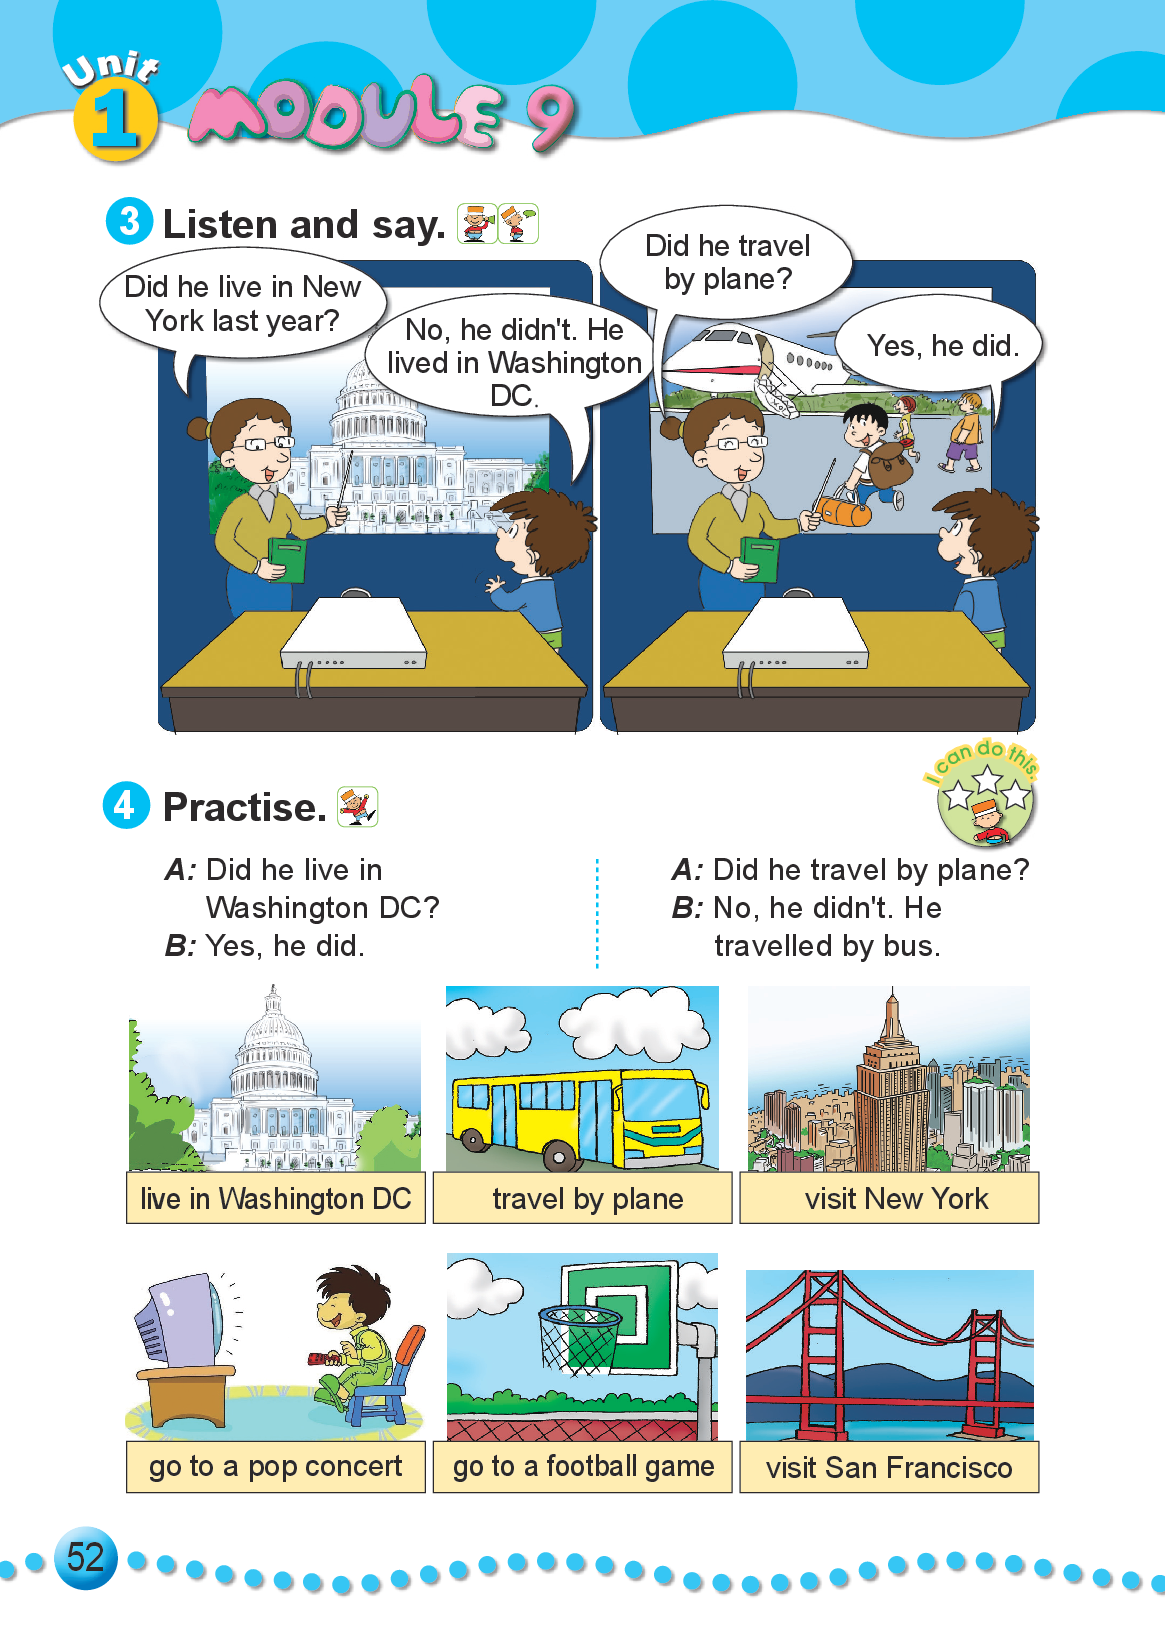 Unit
1
MODULE 9
3 Listen and say.
Did he live in New
York last year?
No, he didn't. He
lived in Washington
DC.
Did he travel
by plane?
Yes, he did.
I can do this.
4 Practise.
A: Did he live in
Washington DC?
B: Yes, he did.
A: Did he travel by plane?
B: No, he didn't. He
travelled by bus.
live in Washington DC
travel by plane
visit New York
go to a pop concert
go to a football game
visit San Francisco
52